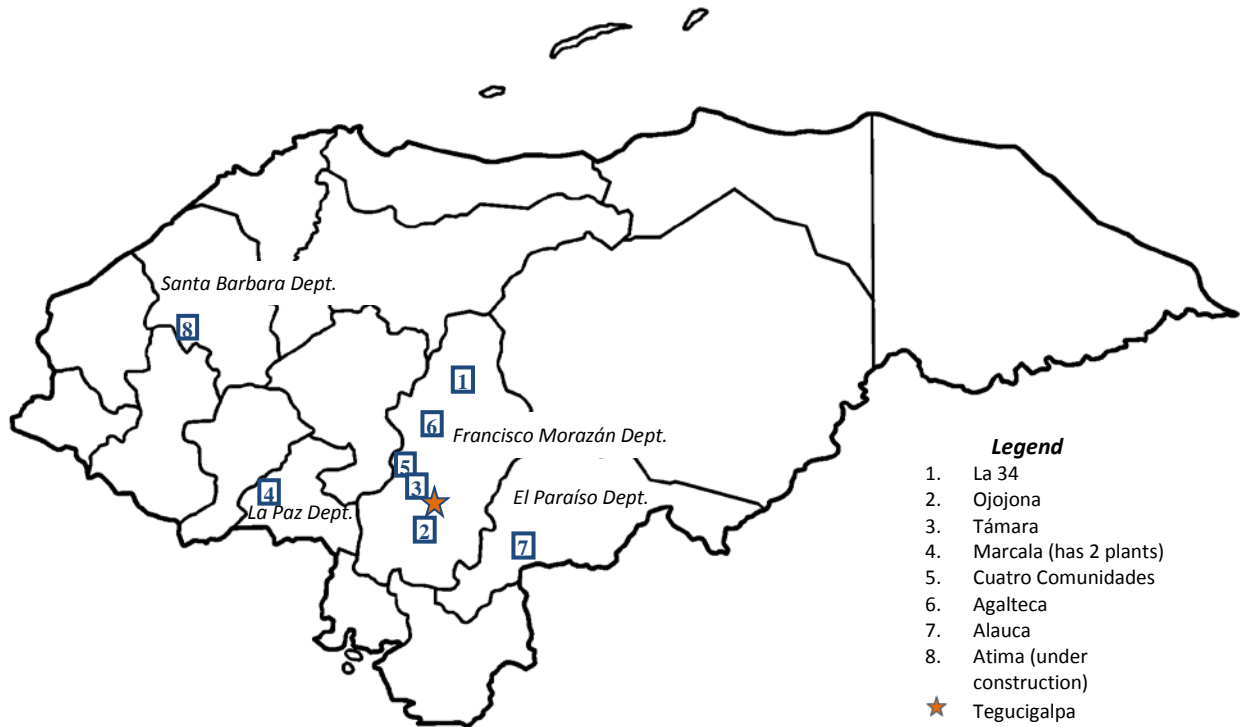 Santa Barbara Dept.
8
1
6
Francisco Morazán Dept.
5
3
4
La Paz Dept.
El Paraíso Dept.
2
7
Legend
1. La 34
2. Ojojona
3. Támara
4. Marcala (has 2 plants)
5. Cuatro Comunidades
6. Agalteca
7. Alauca
8. Atima (under
construction)
Tegucigalpa